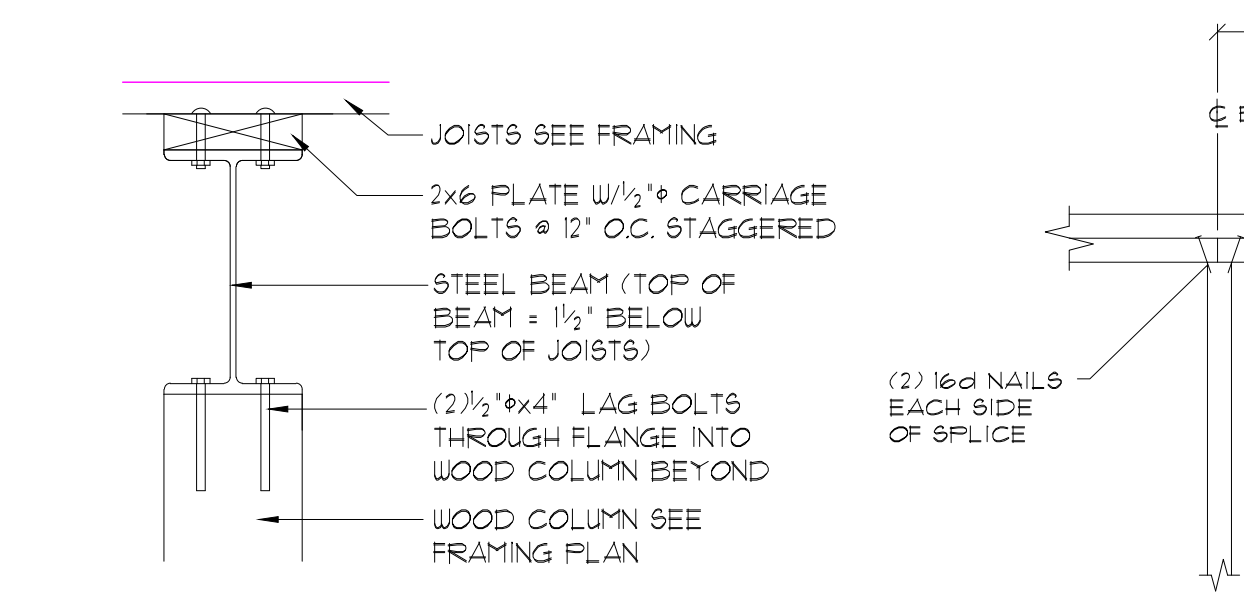 JOISTS SEE FRAMING
2x6 PLATE W/½"φ CARRIAGE
BOLTS @ 12" O.C. STAGGERED
STEEL BEAM (TOP OF
BEAM = 1½" BELOW
TOP OF JOISTS)
(2)½"φx4" LAG BOLTS
THROUGH FLANGE INTO
WOOD COLUMN BEYOND
WOOD COLUMN SEE
FRAMING PLAN
℄
(2) 16d NAILS
EACH SIDE
OF SPLICE